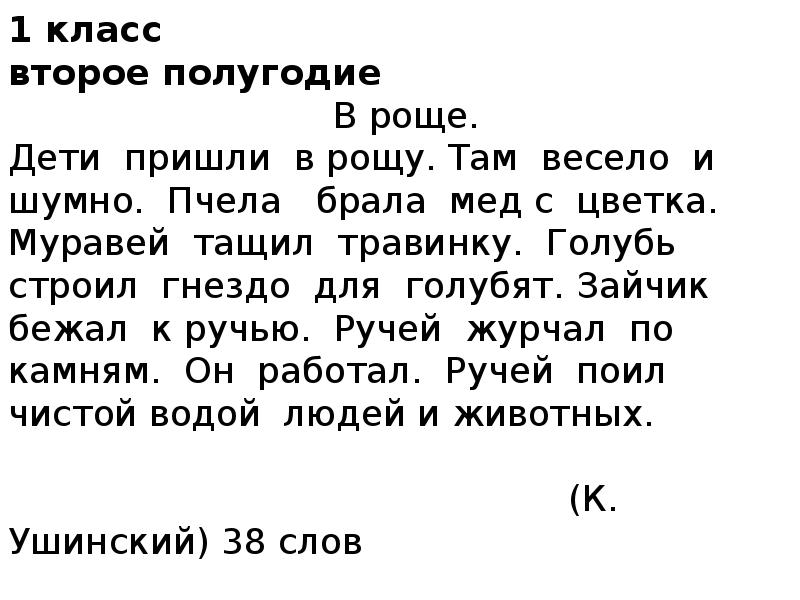 1 класс
второе полугодие
В роще.
Дети пришли в рощу. Там весело и
шумно. Пчела брала мед с цветка.
Муравей тащил травинку. Голубь
строил гнездо для голубят. Зайчик
бежал к ручью. Ручей журчал по
камням. Он работал. Ручей поил
чистой водой людей и животных.
(К.
Ушинский) 38 слов